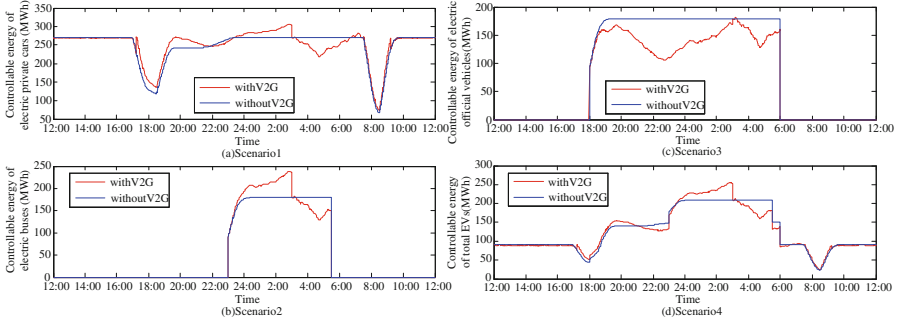 Controllable energy of
electric private cars (MWh)
350
300
250
200
150
100
50
withV2G
withoutV2G
12:00 14:00 16:00 18:00 20:00 22:00 0:00 2:00 4:00 6:00 8:00 10:00 12:00
Time
(a)Scenario1
Controllable energy of
electric buses (MWh)
250
200
150
100
50
0
withV2G
withoutV2G
12:00 14:00 16:00 18:00 20:00 22:00 0:00 2:00 4:00 6:00 8:00 10:00 12:00
Time
(b)Scenario2
Controllable energy of electric
official vehicles(MWh)
200
150
100
50
0
withV2G
withoutV2G
12:00 14:00 16:00 18:00 20:00 22:00 0:00 2:00 4:00 6:00 8:00 10:00 12:00
Time
(c)Scenario3
Controllable energy
of total EVs(MWh)
300
250
200
150
100
50
0
withV2G
withoutV2G
12:00 14:00 16:00 18:00 20:00 22:00 0:00 2:00 4:00 6:00 8:00 10:00 12:00
Time
(d)Scenario4